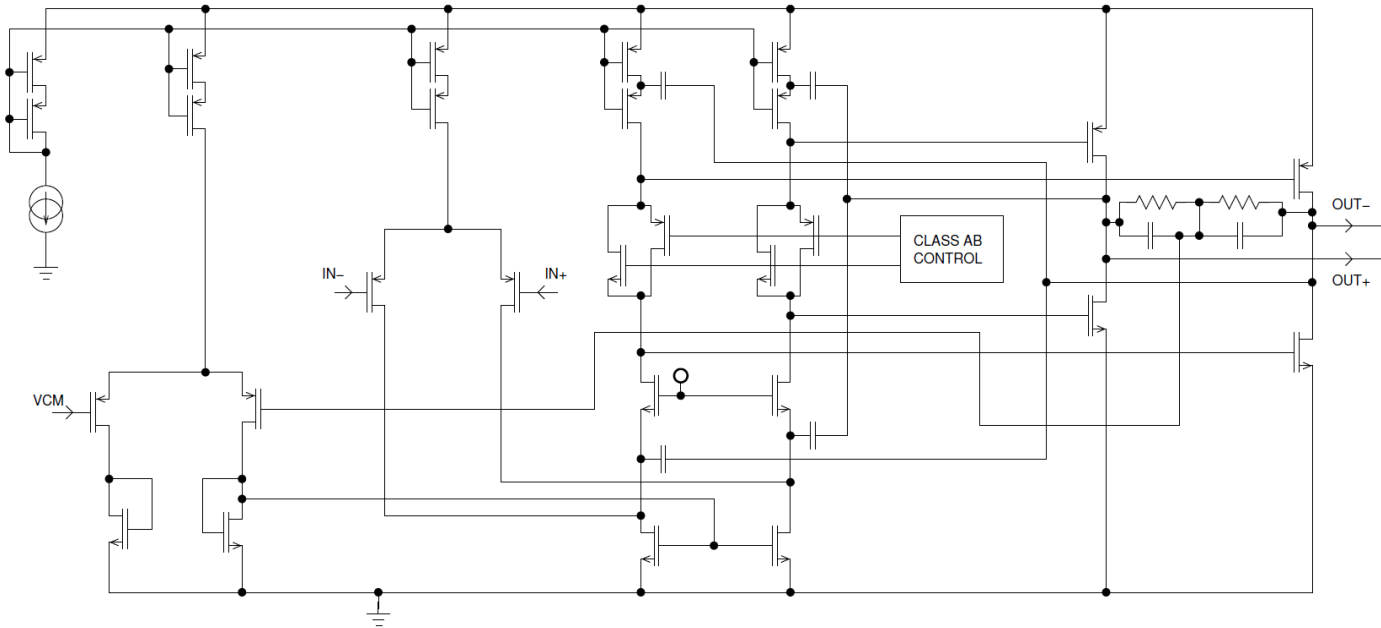 OUT−
CLASS AB
CONTROL
IN−
IN+
OUT+
VCM